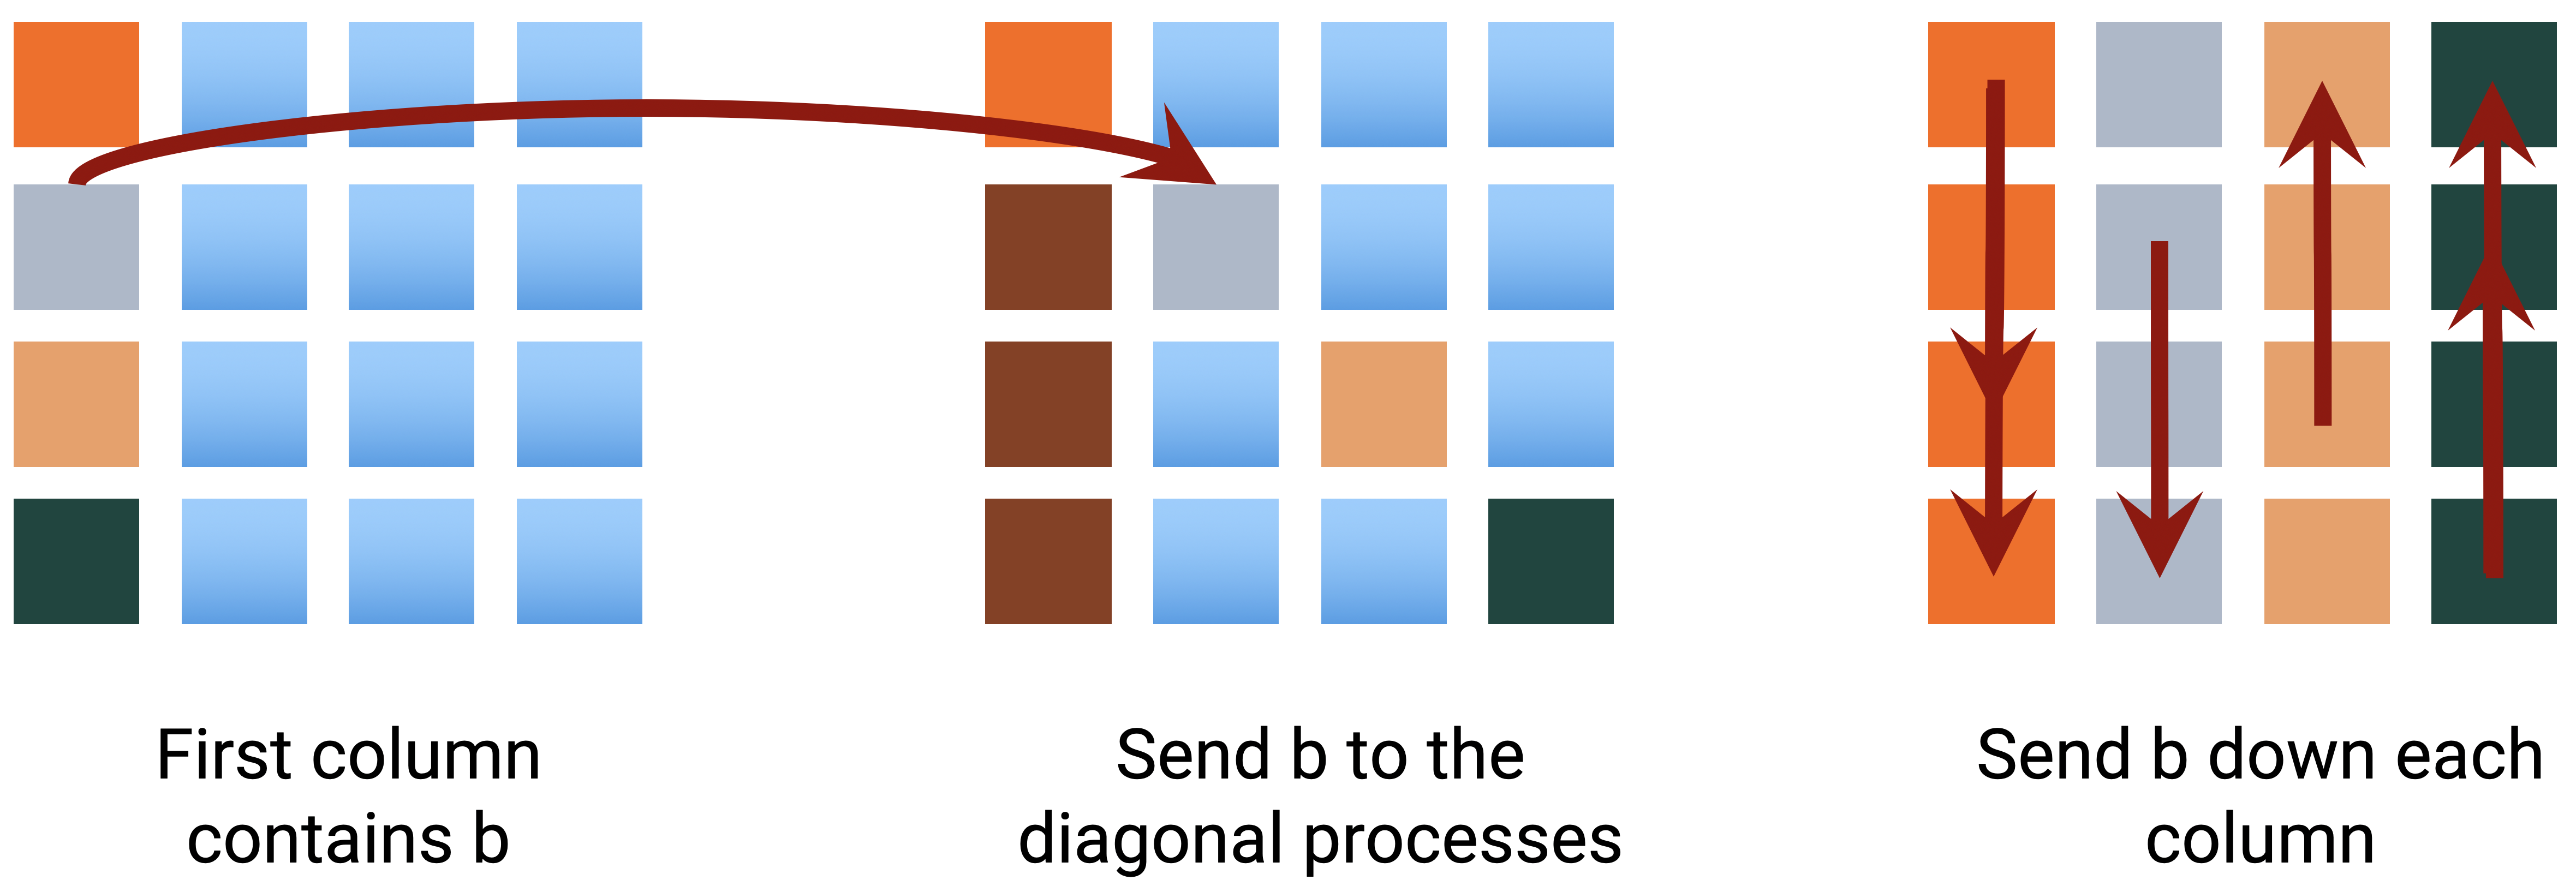 First column
contains b
Send b to the
diagonal processes
Send b down each
column